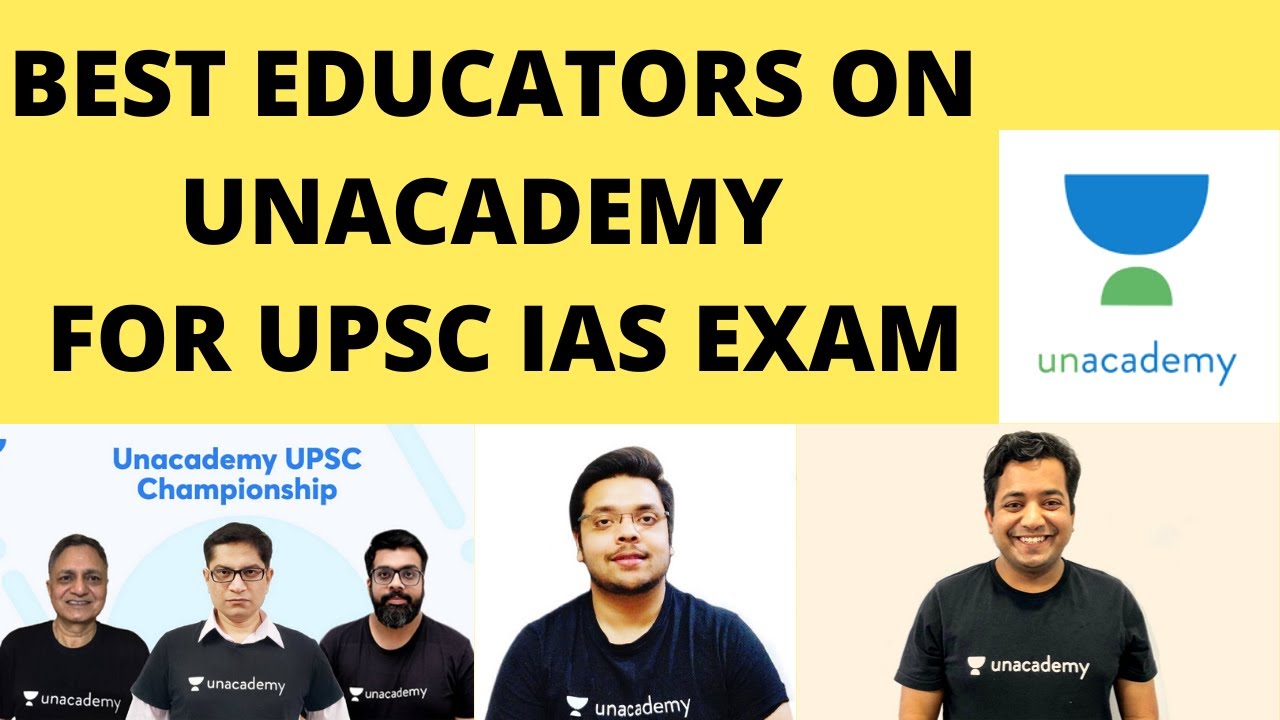 BEST EDUCATORS ON
UNACADEMY
FOR UPSC IAS EXAM
unacademy
Unacademy UPSC
Championship
unacademy
unacademy
unacademy
unacademy
unacademy